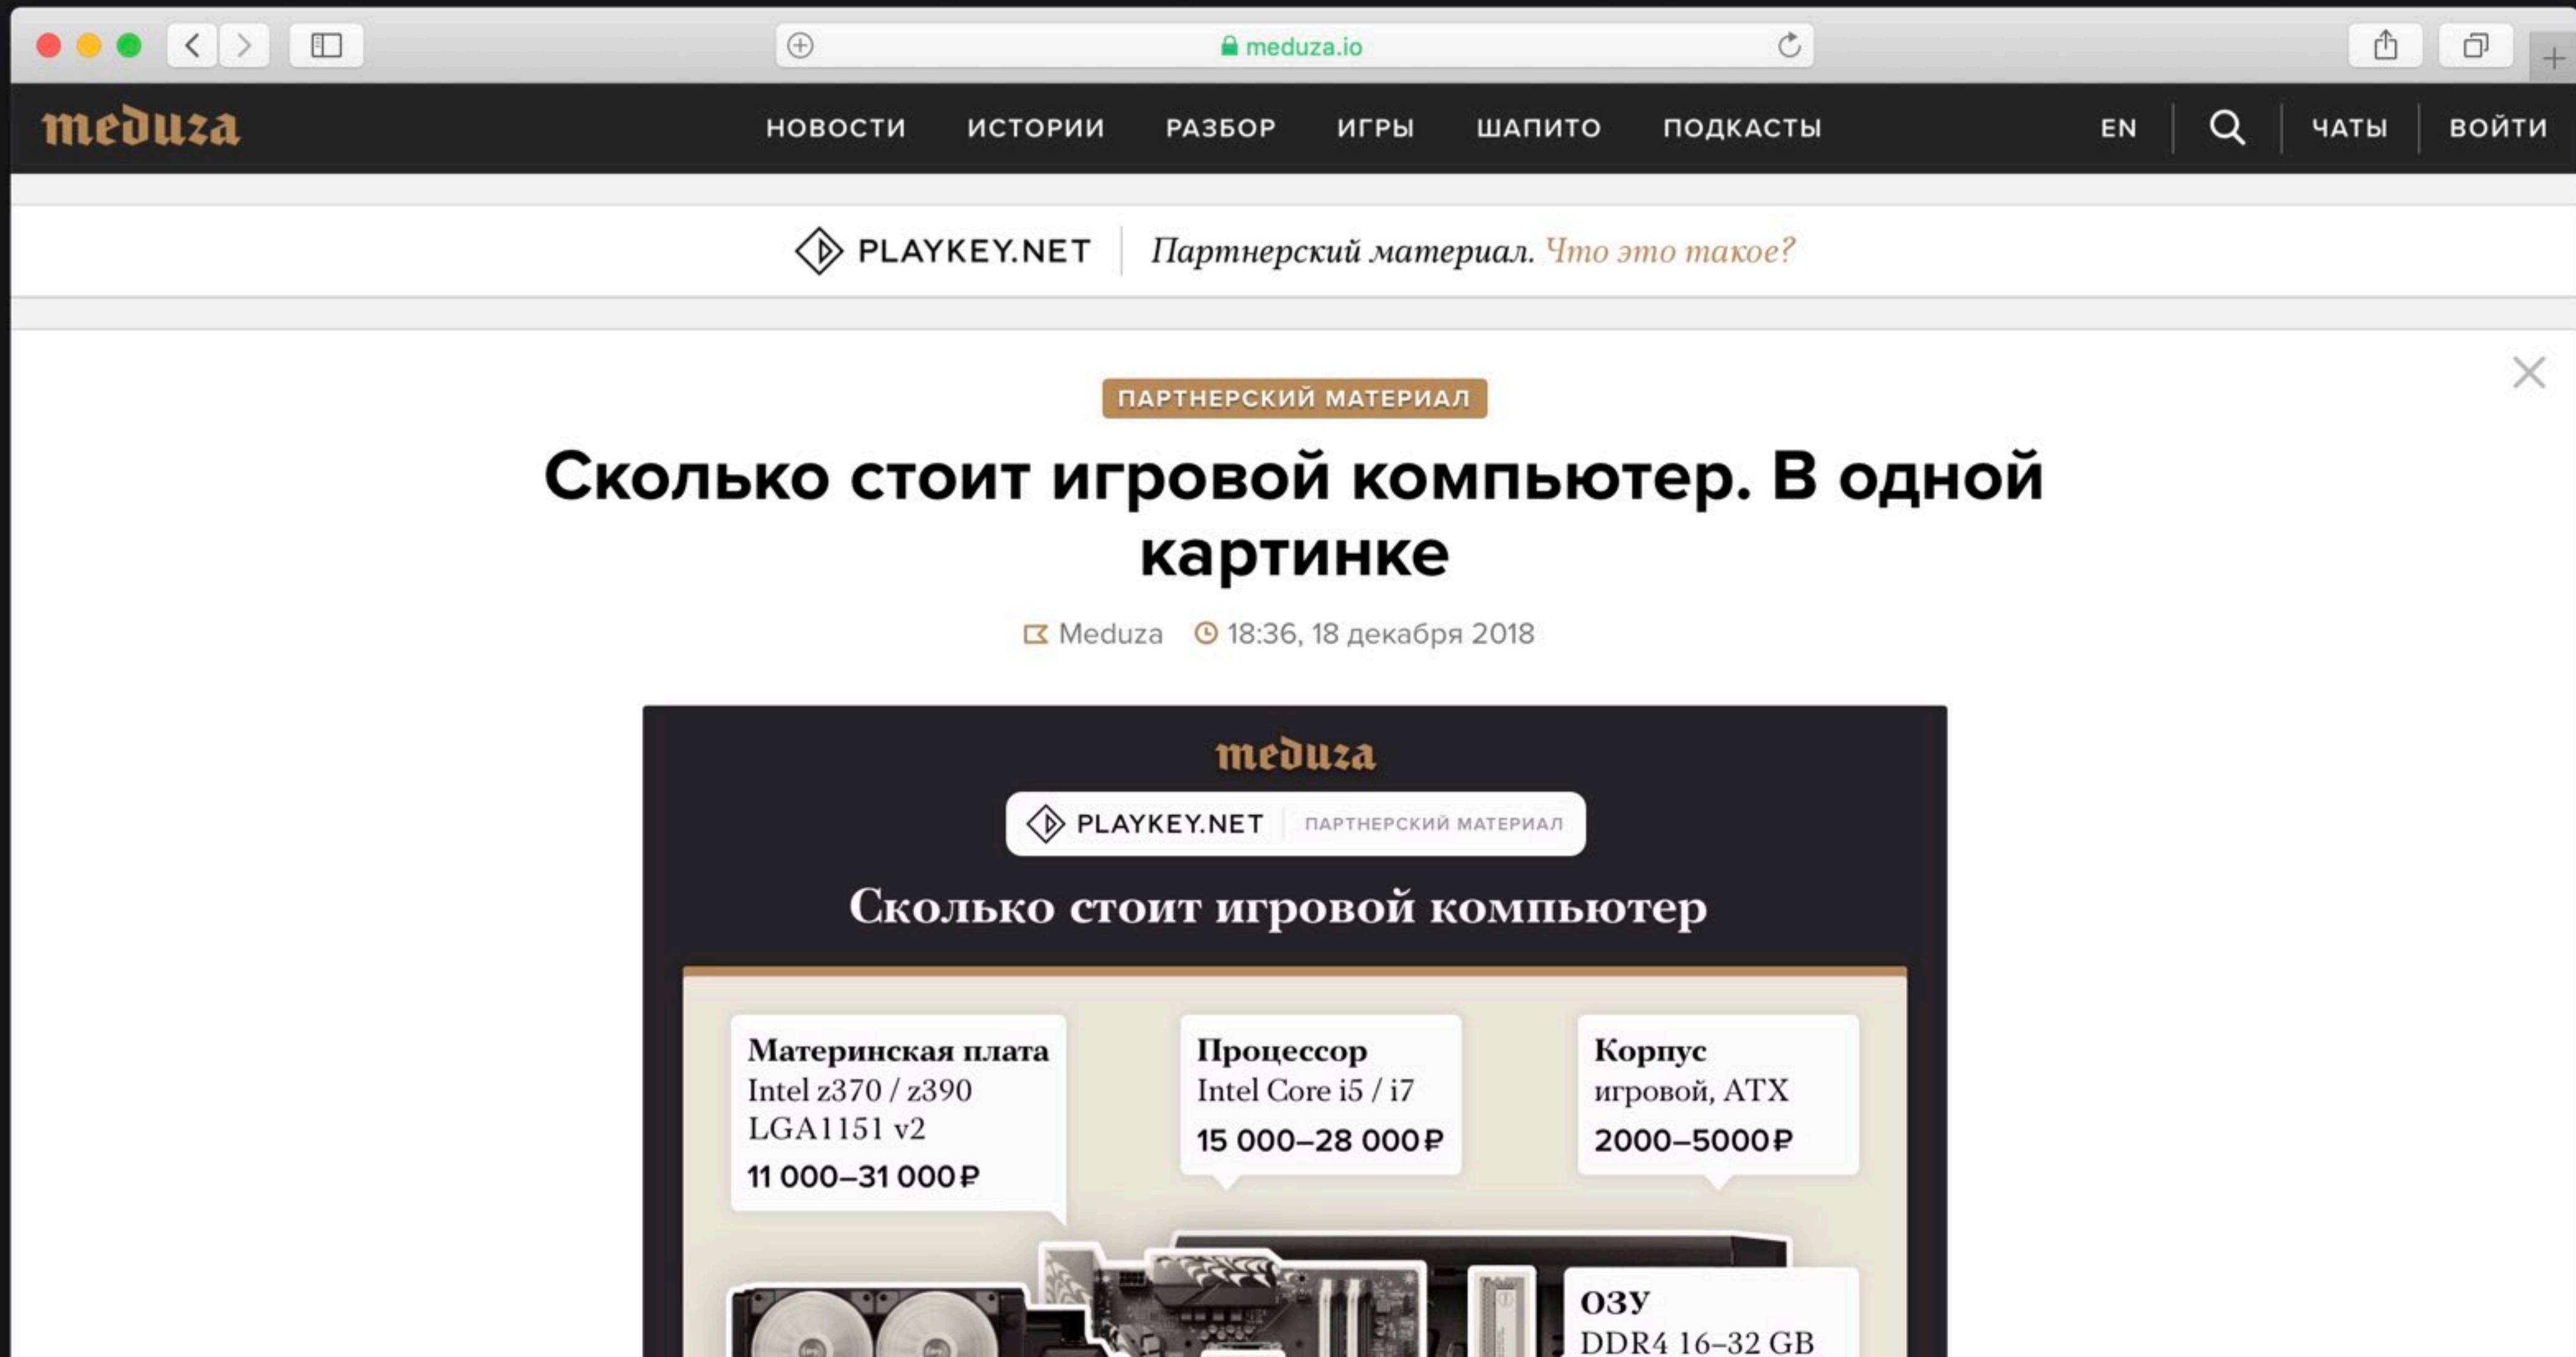 meduza.io
meduza
НОВОСТИ ИСТОРИИ РАЗБОР ИГРЫ ШАПИТО ПОДКАСТЫ EN ЧАТЫ ВОЙТИ
PLAYKEY.NET Партнерский материал. Что это такое?
ПАРТНЕРСКИЙ МАТЕРИАЛ
Сколько стоит игровой компьютер. В одной
картинке
Meduza 18:36, 18 декабря 2018
meduza
PLAYKEY.NET ПАРТНЕРСКИЙ МАТЕРИАЛ
Сколько стоит игровой компьютер
Материнская плата
Intel z370 / z390
LGA1151 v2
11 000–31 000₽
Процессор
Intel Core i5 / i7
15 000–28 000₽
Корпус
игровой, ATX
2000–5000₽
ОЗУ
DDR4 16–32 GB